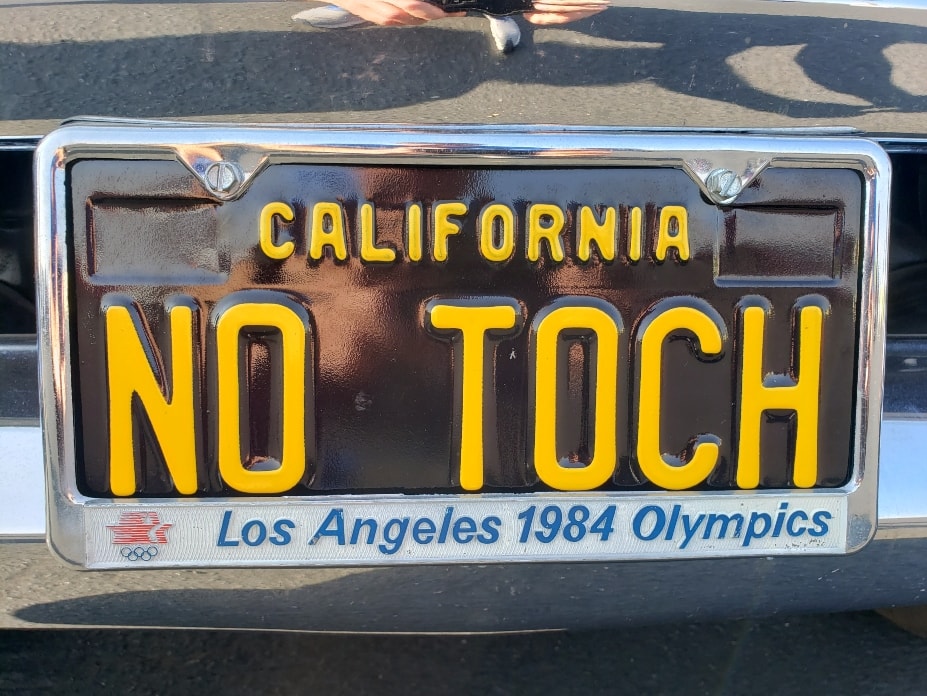 CALIFORNIA
NO TOCH
Los Angeles 1984 Olympics